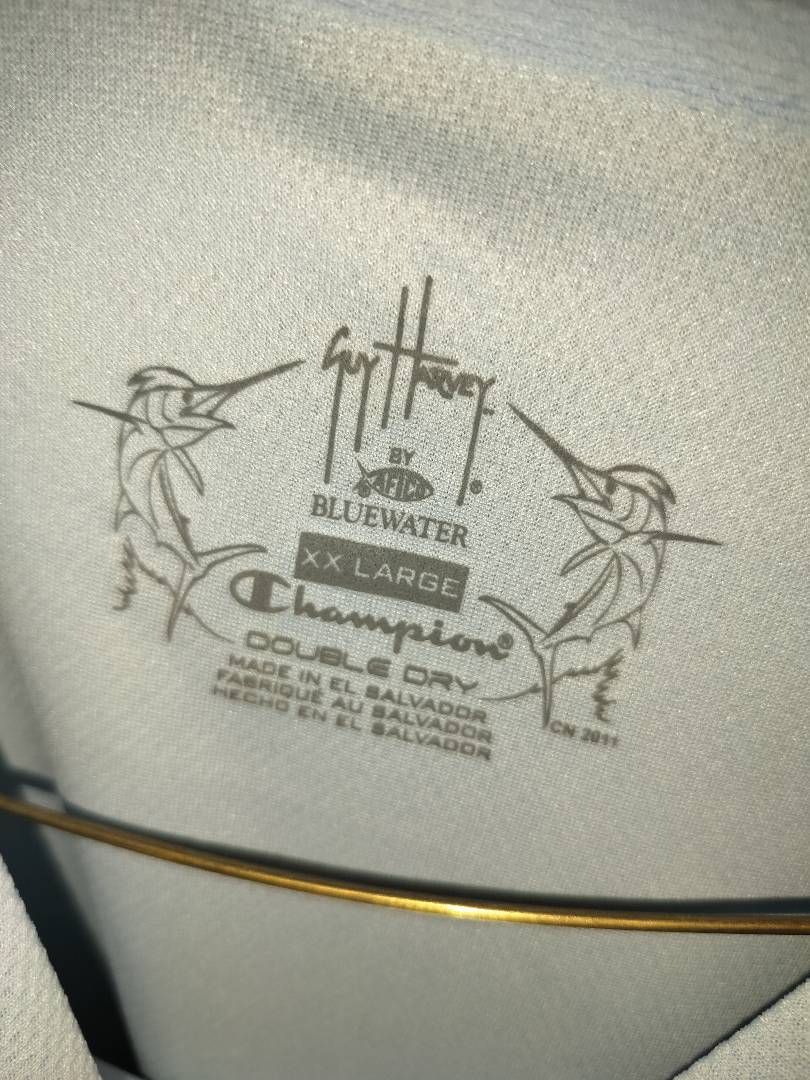 GUY HARVEY
®
BY
AFTCO
BLUEWATER
XX LARGE
Champion®
DOUBLE DRY
MADE IN EL SALVADOR
FABRIQUÉ AU SALVADOR
HECHO EN EL SALVADOR
CN 2011